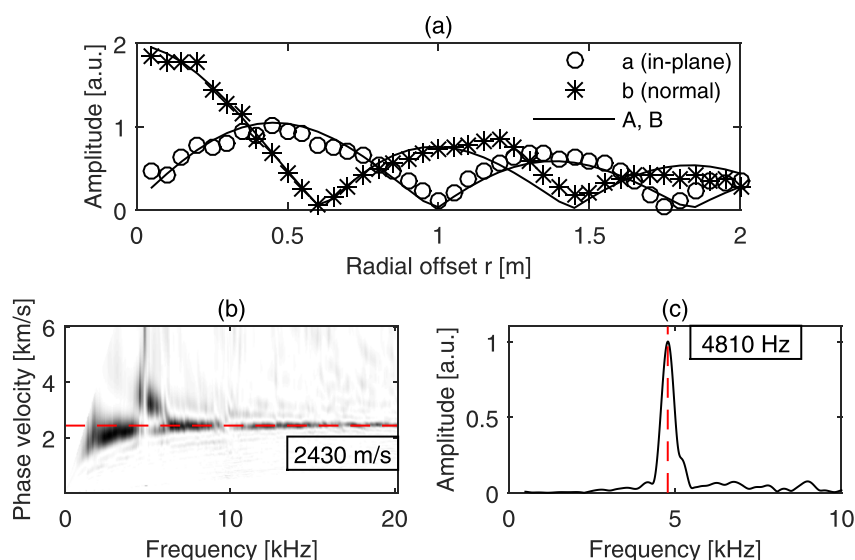 (a)
Amplitude [a.u.]
2
1
0
a (in-plane)
b (normal)
A, B
0 0.5 1 1.5 2
Radial offset r [m]
(b)
Phase velocity [km/s]
6
4
2
2430 m/s
0 10 20
Frequency [kHz]
(c)
Amplitude [a.u.]
1
0.5
0
4810 Hz
0 5 10
Frequency [kHz]